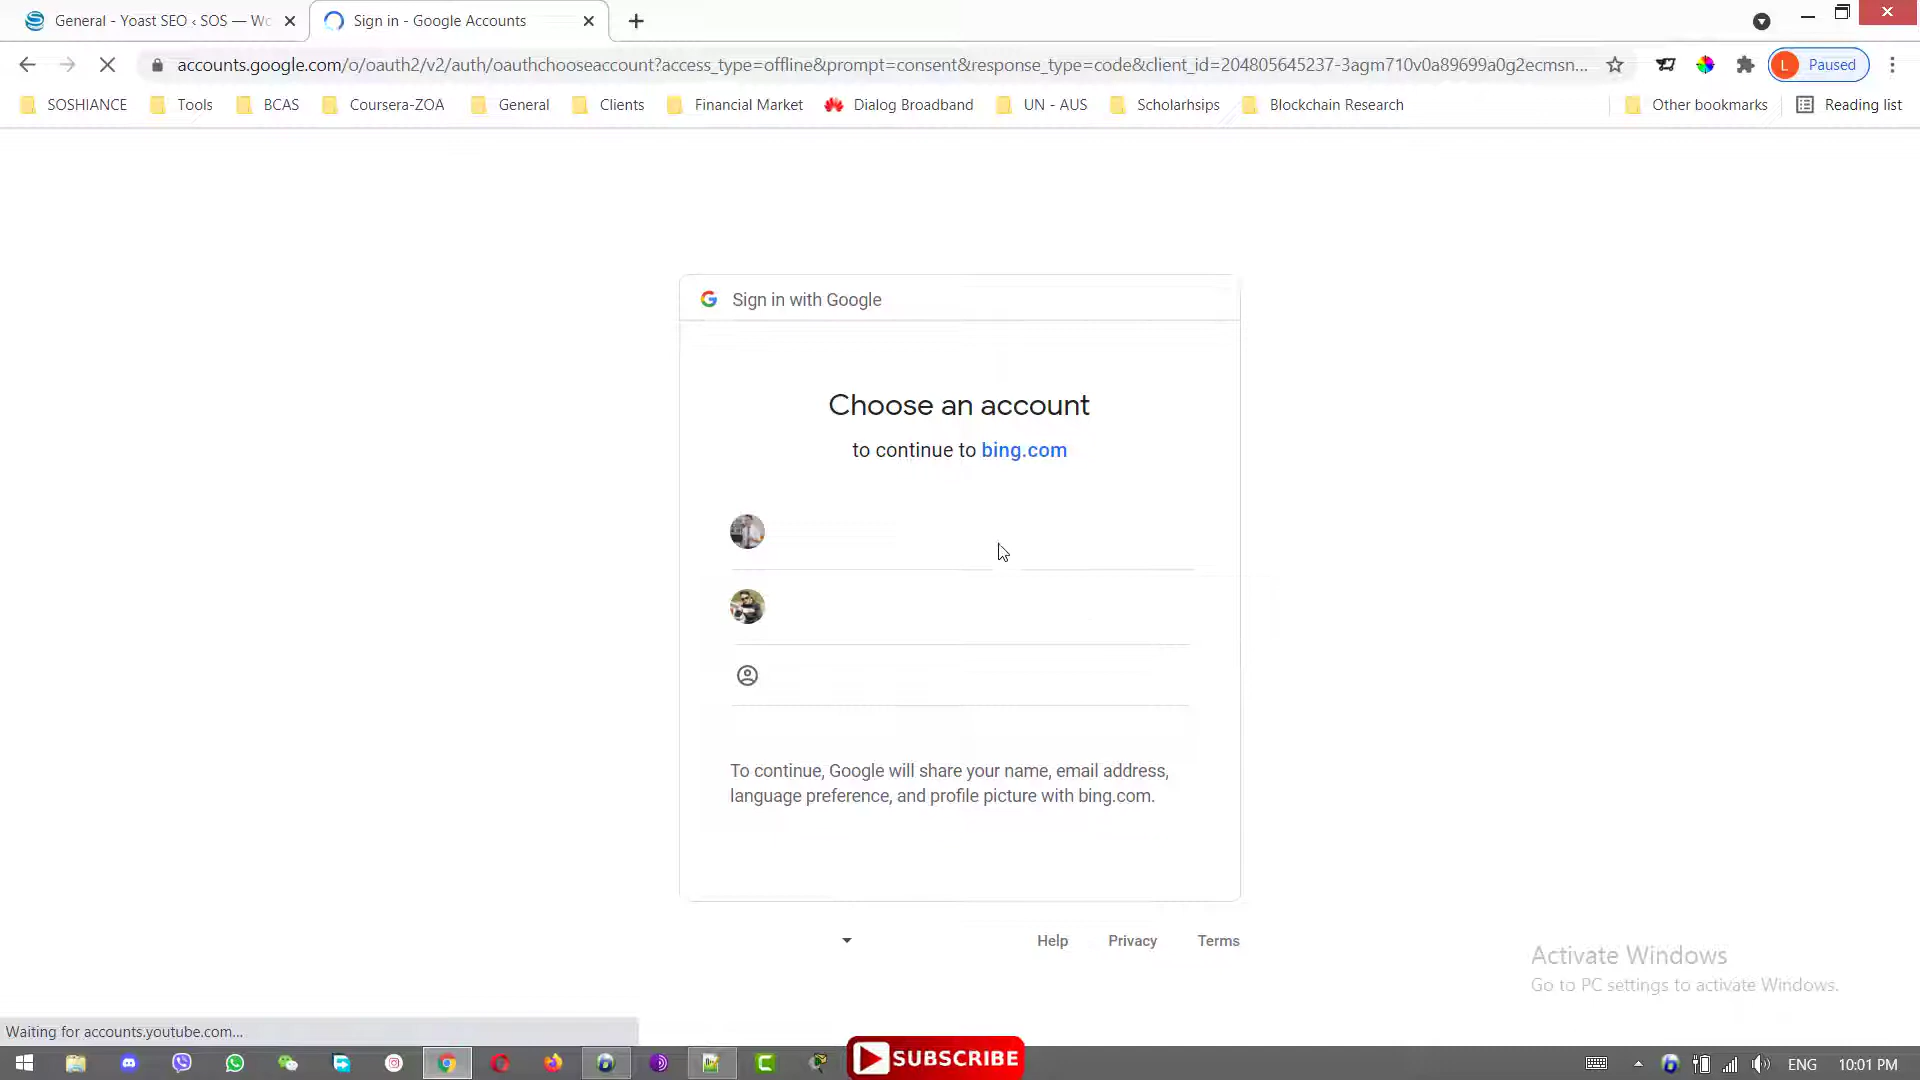 General - Yoast SEO ‹ SOS — Wc
Sign in - Google Accounts
accounts.google.com/o/oauth2/v2/auth/oauthchooseaccount?access_type=offline&prompt=consent&response_type=code&client_id=204805645237-3agm710v0a89699a0g2ecmsn...
L Paused
SOSHIANCE Tools BCAS Coursera-ZOA General Clients Financial Market Dialog Broadband UN - AUS Scholarhsips Blockchain Research Other bookmarks Reading list
Sign in with Google
Choose an account
to continue to bing.com
To continue, Google will share your name, email address,
language preference, and profile picture with bing.com.
Help Privacy Terms
Activate Windows
Go to PC settings to activate Windows.
Waiting for accounts.youtube.com...
SUBSCRIBE
ENG 10:01 PM